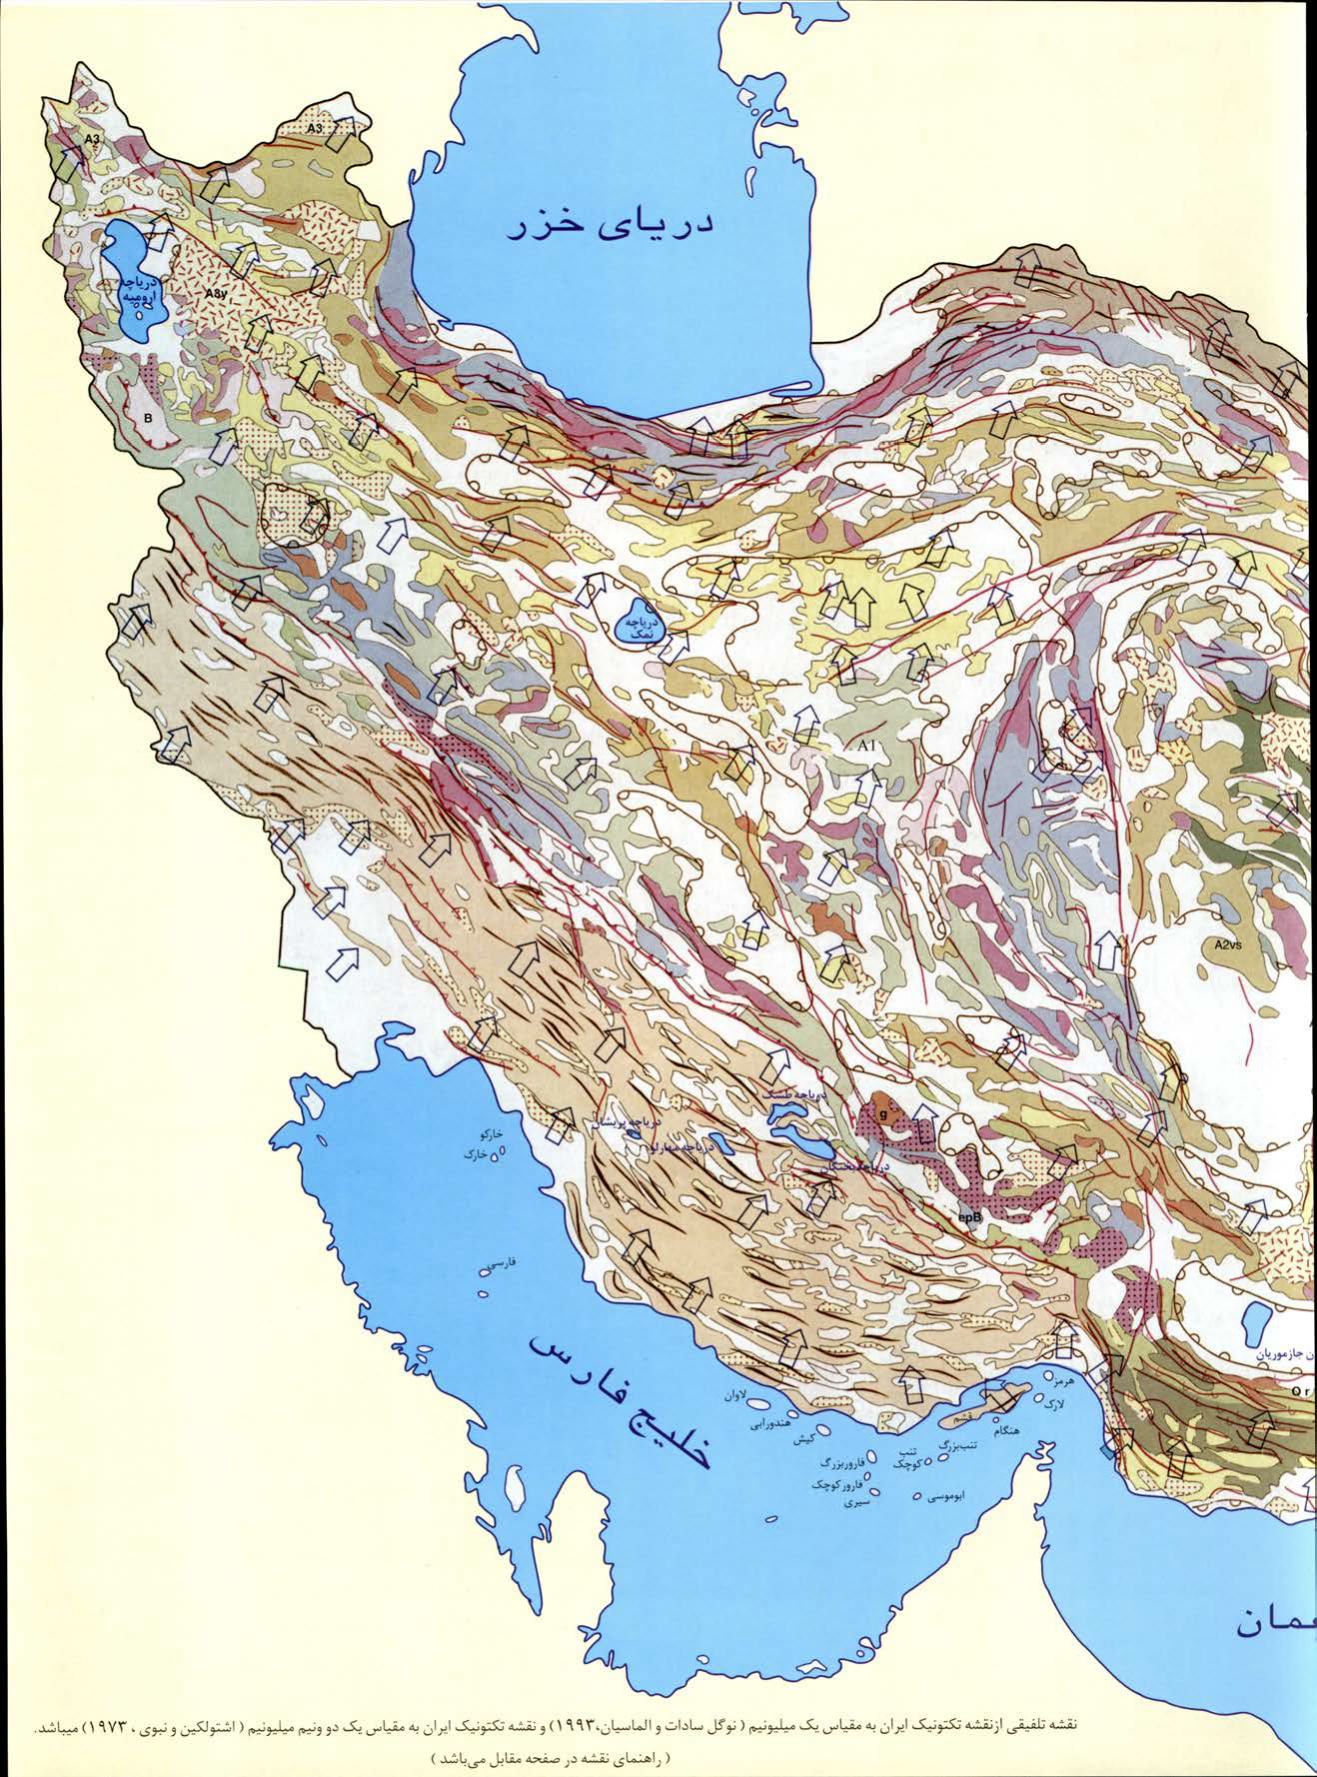 A3
A3
دریای خزر
دریاچه
ارومیه
A3y
B
دریاچه
نمک
A1
A2vs
دریاچه طشک
g
دریاچه پریشان
دریاچه مهارلو
دریاچه بختگان
خارکو
خارک
epB
فارسی
خلیج فارس
ن جازموریان
Q r
هرمز
لارک
قشم
هنگام
لاوان
هندورابی
کیش
تنب بزرگ
تنب
کوچک
فارور بزرگ
فارور کوچک
سیری
ابوموسی
عمان
نقشه تلفیقی ازنقشه تکتونیک ایران به مقیاس یک میلیونیم ( نوگل سادات و الماسیان،۱۹۹۳) و نقشه تکتونیک ایران به مقیاس یک دو ونیم میلیونیم ( اشتوکلین و نبوی ، ۱۹۷۳) میباشد.
( راهنمای نقشه در صفحه مقابل می‌باشد )